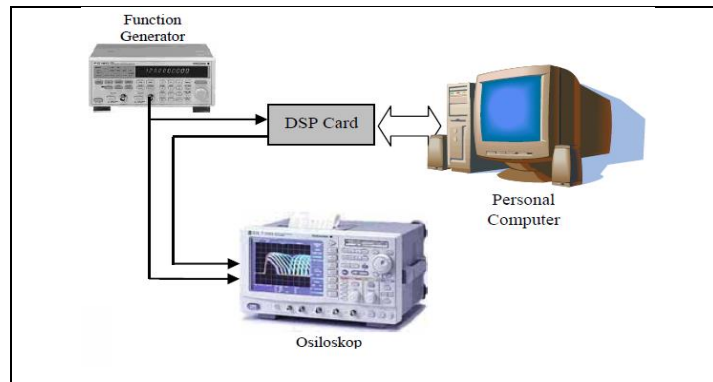 Function
Generator
DSP Card
Personal
Computer
Osiloskop